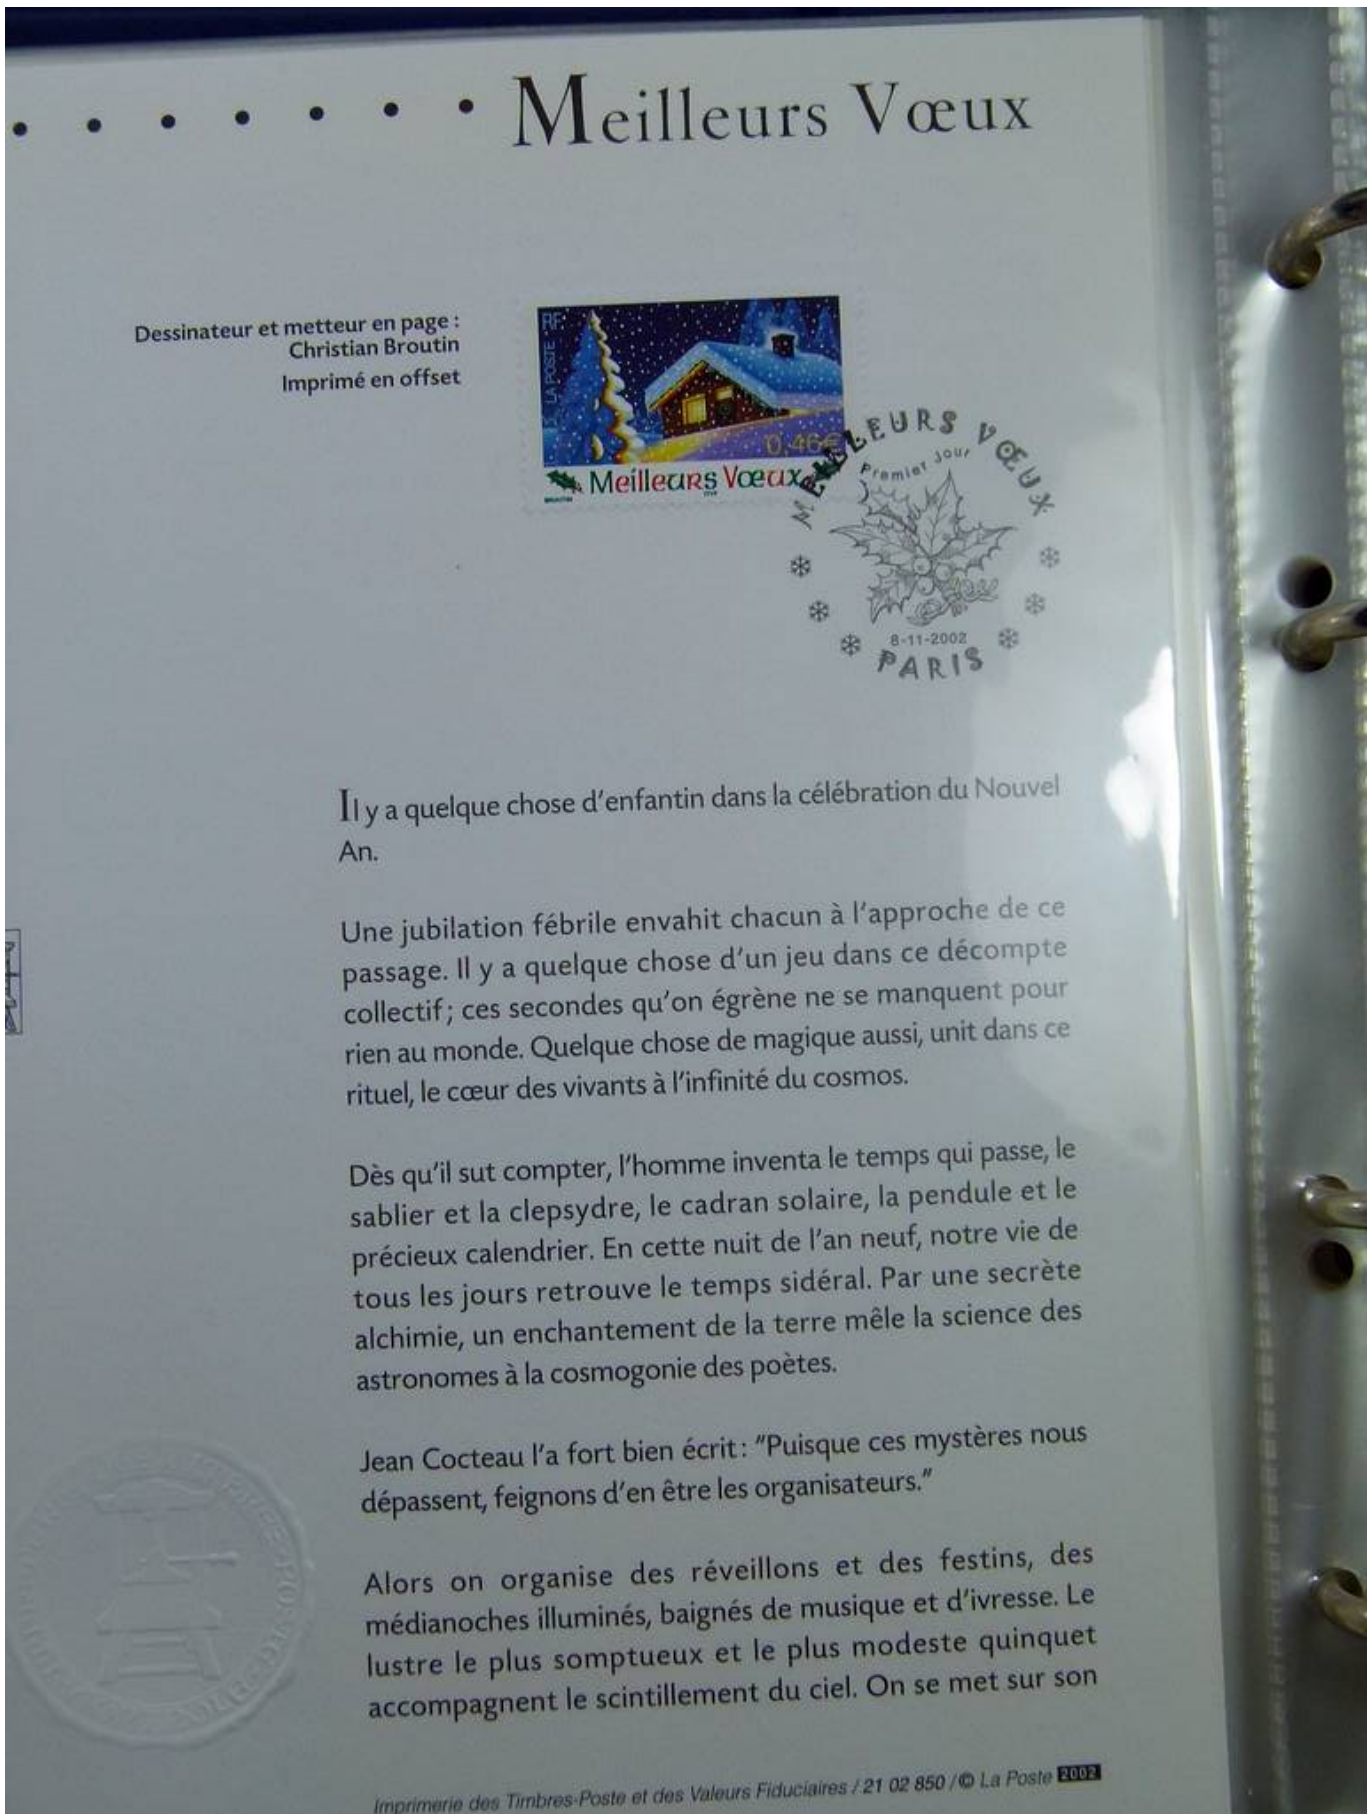 Meilleurs Vœux
Dessinateur et metteur en page :
Christian Broutin
Imprimé en offset
RF
LA POSTE
0,46€
Meilleurs Vœux
MEILLEURS VŒUX
Premier Jour
8-11-2002
PARIS
Il y a quelque chose d'enfantin dans la célébration du Nouvel
An.
Une jubilation fébrile envahit chacun à l'approche de ce
passage. Il y a quelque chose d'un jeu dans ce décompte
collectif ; ces secondes qu'on égrène ne se manquent pour
rien au monde. Quelque chose de magique aussi, unit dans ce
rituel, le cœur des vivants à l'infinité du cosmos.
Dès qu'il sut compter, l'homme inventa le temps qui passe, le
sablier et la clepsydre, le cadran solaire, la pendule et le
précieux calendrier. En cette nuit de l'an neuf, notre vie de
tous les jours retrouve le temps sidéral. Par une secrète
alchimie, un enchantement de la terre mêle la science des
astronomes à la cosmogonie des poètes.
Jean Cocteau l'a fort bien écrit : "Puisque ces mystères nous
dépassent, feignons d'en être les organisateurs."
Alors on organise des réveillons et des festins, des
médianoches illuminés, baignés de musique et d'ivresse. Le
lustre le plus somptueux et le plus modeste quinquet
accompagnent le scintillement du ciel. On se met sur son
Imprimerie des Timbres-Poste et des Valeurs Fiduciaires / 21 02 850 / © La Poste 2002